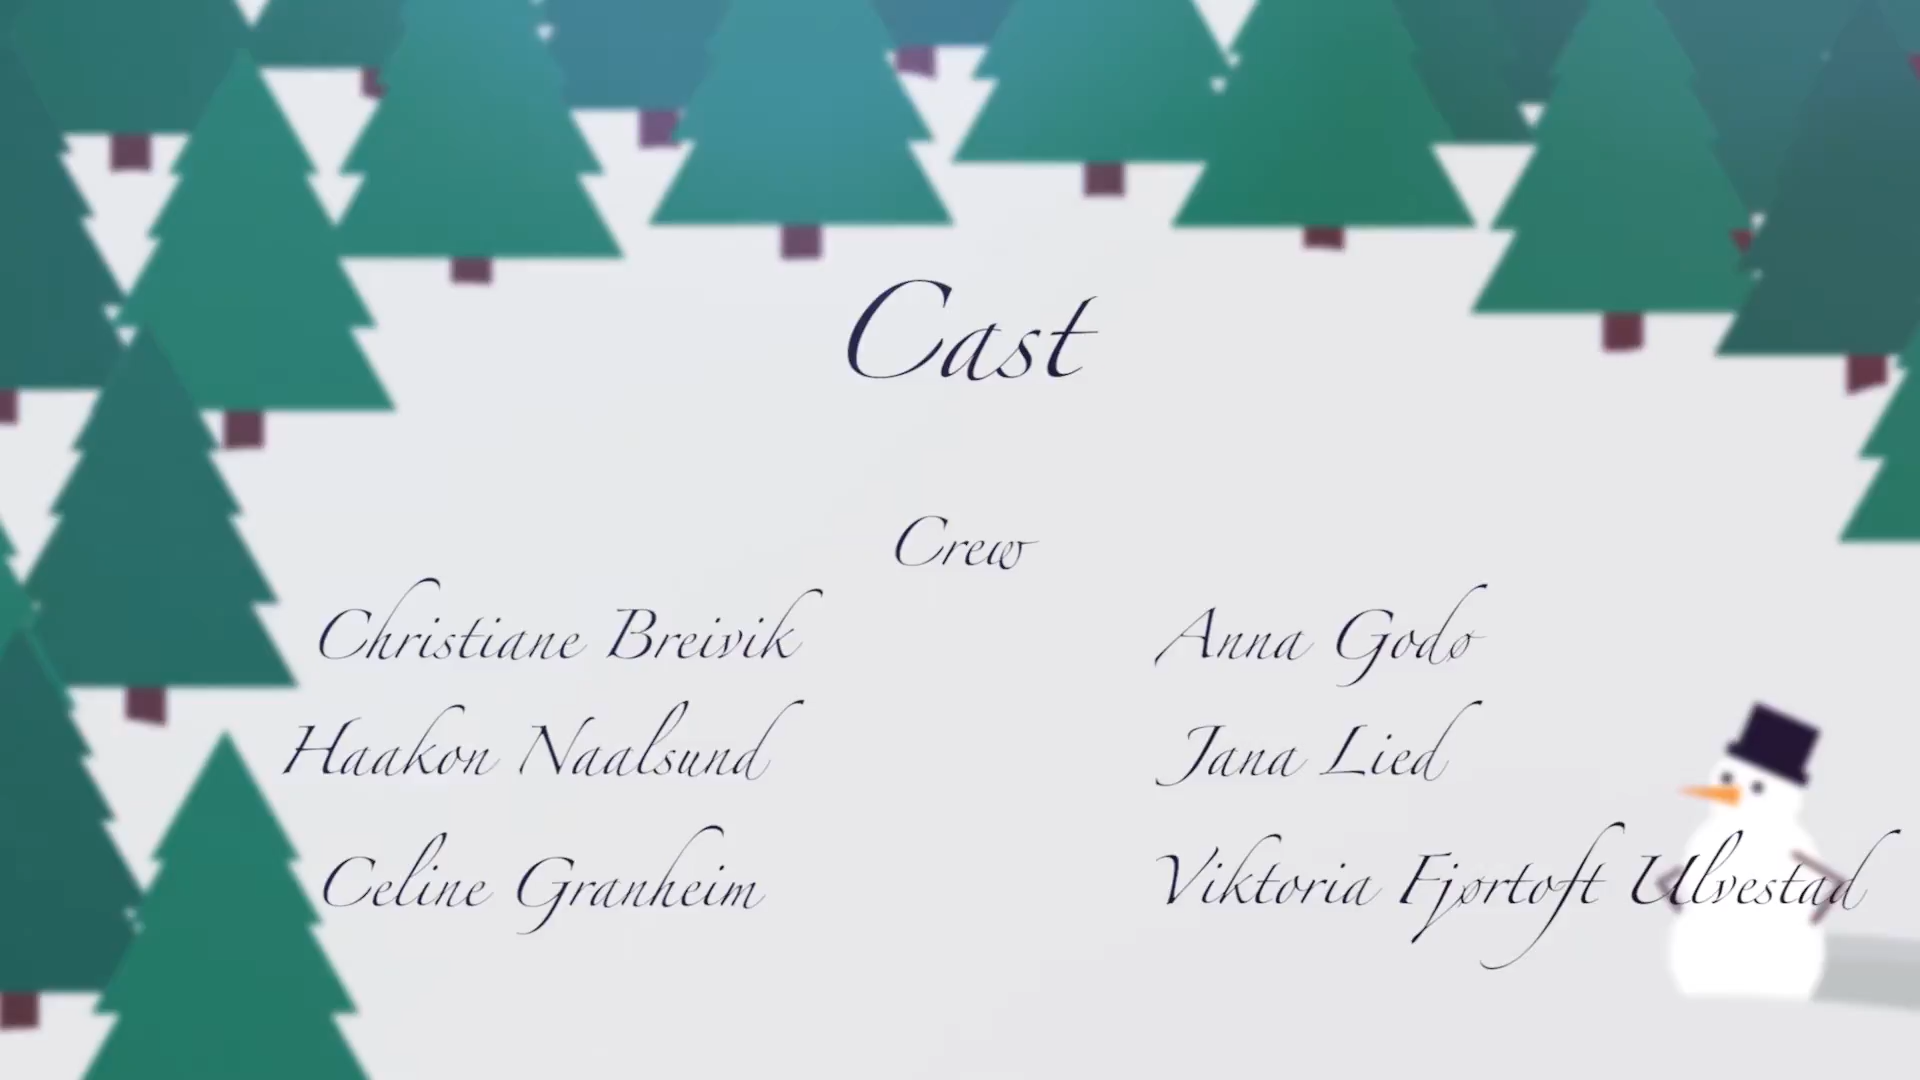 Cast
Crew
Christiane Breivik
Anna Godø
Haakon Naalsund
Jana Lied
Celine Granheim
Viktoria Fjørtoft Ulvestad